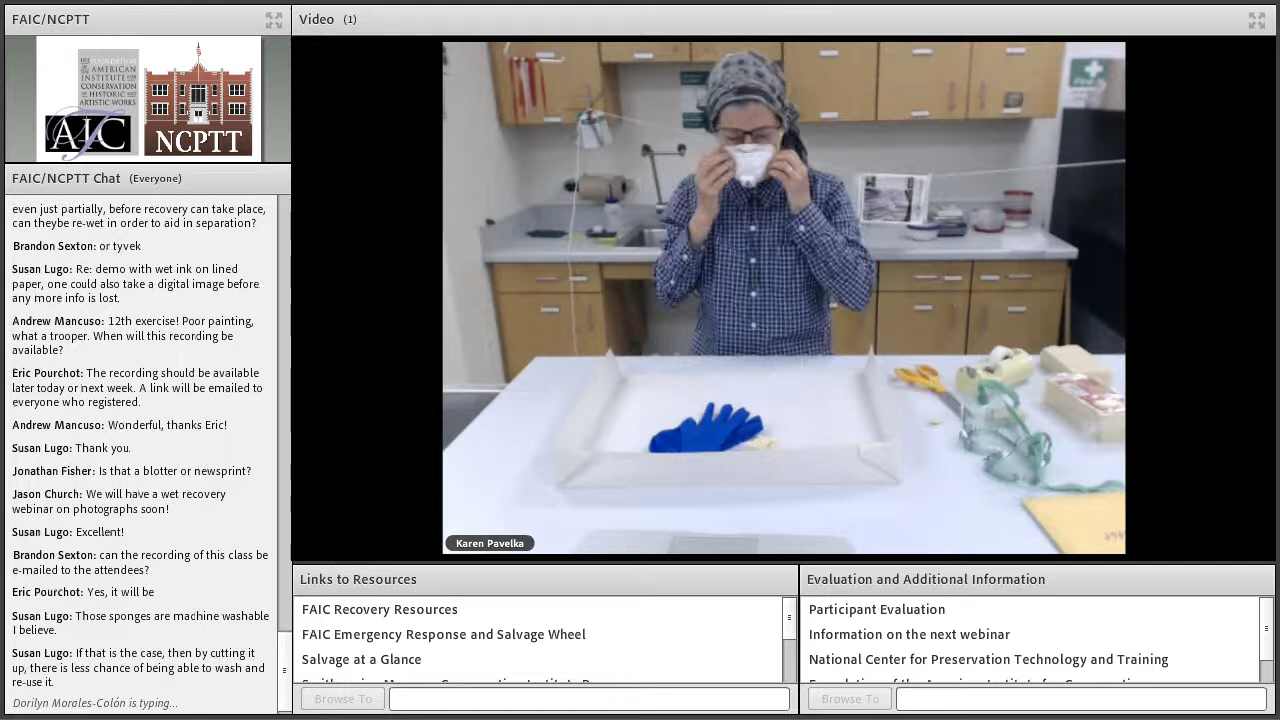 FAIC/NCPTT
FOUNDATION
AMERICAN
INSTITUTE
CONSERVATION
OF HISTORIC
ARTISTIC WORKS
AIC
NCPTT
FAIC/NCPTT Chat (Everyone)
even just partially, before recovery can take place,
can theybe re-wet in order to aid in separation?
Brandon Sexton: or tyvek
Susan Lugo: Re: demo with wet ink on lined
paper, one could also take a digital image before
any more info is lost.
Andrew Mancuso: 12th exercise! Poor painting,
what a trooper. When will this recording be
available?
Eric Pourchot: The recording should be available
later today or next week. A link will be emailed to
everyone who registered.
Andrew Mancuso: Wonderful, thanks Eric!
Susan Lugo: Thank you.
Jonathan Fisher: Is that a blotter or newsprint?
Jason Church: We will have a wet recovery
webinar on photographs soon!
Susan Lugo: Excellent!
Brandon Sexton: can the recording of this class be
e-mailed to the attendees?
Eric Pourchot: Yes, it will be
Susan Lugo: Those sponges are machine washable
I believe.
Susan Lugo: If that is the case, then by cutting it
up, there is less chance of being able to wash and
re-use it.
Dorilyn Morales-Colón is typing
Video (1)
Karen Pavelka
Links to Resources
FAIC Recovery Resources
FAIC Emergency Response and Salvage Wheel
Salvage at a Glance
Browse To
Evaluation and Additional Information
Participant Evaluation
Information on the next webinar
National Center for Preservation Technology and Training
Browse To